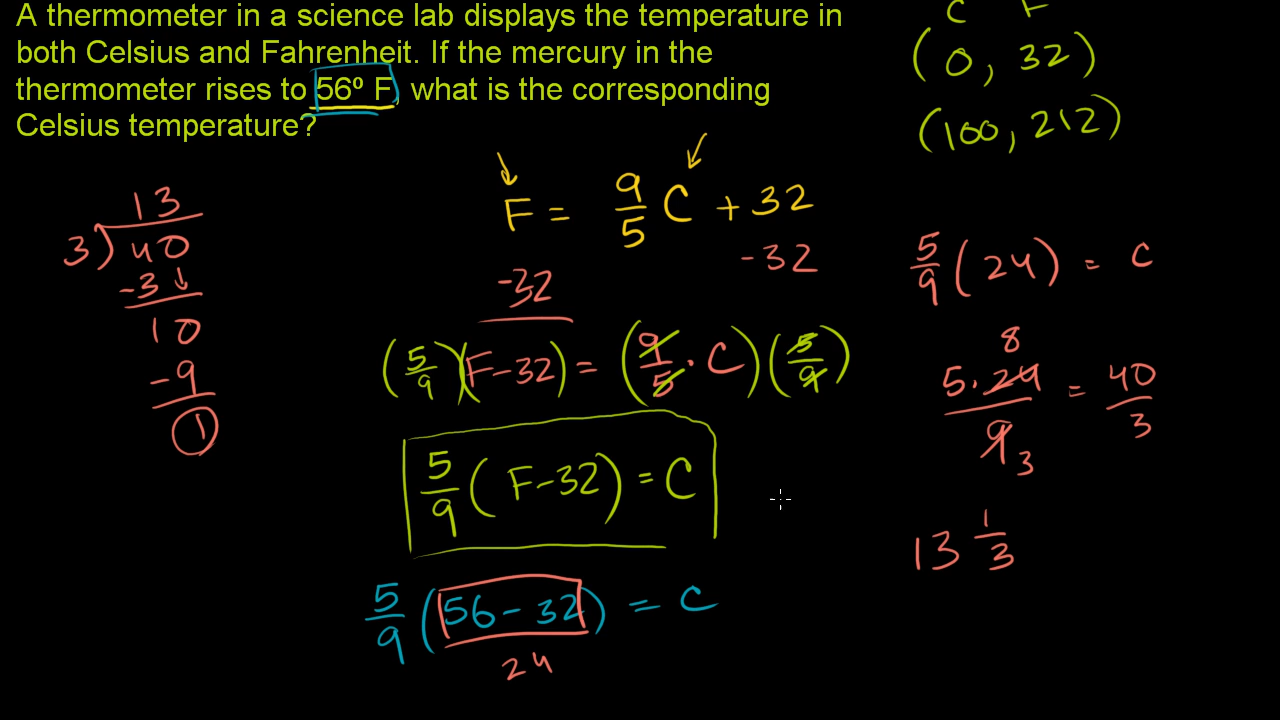 A thermometer in a science lab displays the temperature in
both Celsius and Fahrenheit. If the mercury in the
thermometer rises to 56º F, what is the corresponding
Celsius temperature?
C F
(0, 32)
(100, 212)
13
3)40
-3↓
10
-9
1
F = 9/5 C + 32
-32 -32
(5/9)(F-32) = (9/5 · C)(5/9)
5/9 (F-32) = C
5/9 (56-32) = C
24
5/9 (24) = C
8
5·24/9 = 40/3
3
13 1/3